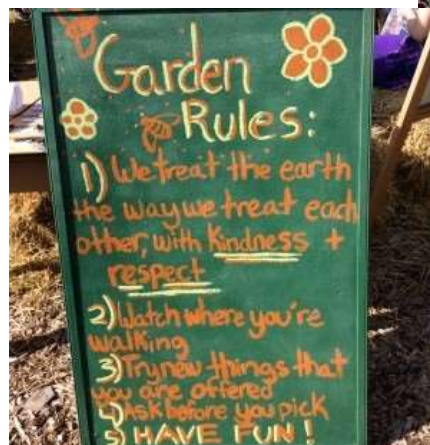 Garden
Rules:
1) We treat the earth
the way we treat each
other, with Kindness +
respect
2) Watch where you're
walking
3) Try new things that
you are offered
5) Ask before you pick
5) HAVE FUN!